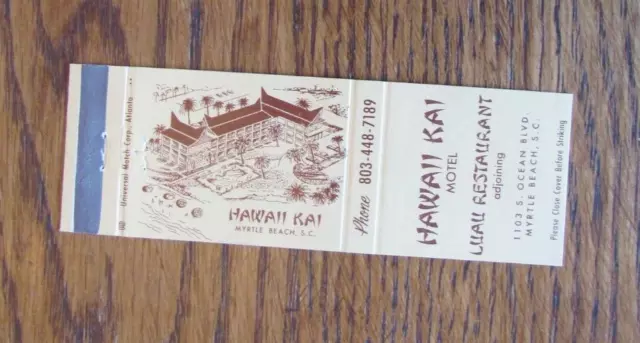 HAWAII KAI
MOTEL
LUAU RESTAURANT
adjoining
1103 S. OCEAN BLVD.
MYRTLE BEACH, S.C.
Please Close Cover Before Striking
Phone 803-448-7189
HAWAII KAI
MYRTLE BEACH, S.C.
Universal Match Corp., Atlanta